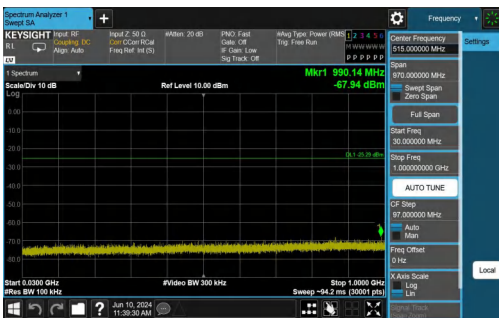 Spectrum Analyzer 1
Swept SA
+
Frequency
KEYSIGHT
RL
Input: RF
Coupling: DC
Align: Auto
Input Z: 50 Ω
Corr CCorr RCal
Freq Ref: Int (S)
#Atten: 20 dB
PNO: Fast
Gate: Off
IF Gain: Low
Sig Track: Off
#Avg Type: Power (RMS
Trig: Free Run
1 2 3 4 5 6
M W W W W W
P P P P P P
LVI
1 Spectrum
Scale/Div 10 dB
Log
Ref Level 10.00 dBm
Mkr1 990.14 MHz
-67.94 dBm
0.00
-10.0
-20.0
DL1 -25.29 dBm
-30.0
-40.0
-50.0
-60.0
-70.0
-80.0
Start 0.0300 GHz
#Res BW 100 kHz
#Video BW 300 kHz
Stop 1.0000 GHz
Sweep ~94.2 ms (30001 pts)
Jun 10, 2024
11:39:30 AM
Center Frequency
515.000000 MHz
Span
970.000000 MHz
Swept Span
Zero Span
Full Span
Start Freq
30.000000 MHz
Stop Freq
1.000000000 GHz
AUTO TUNE
CF Step
97.000000 MHz
Auto
Man
Freq Offset
0 Hz
X Axis Scale
Log
Lin
Signal Track
Settings
Local